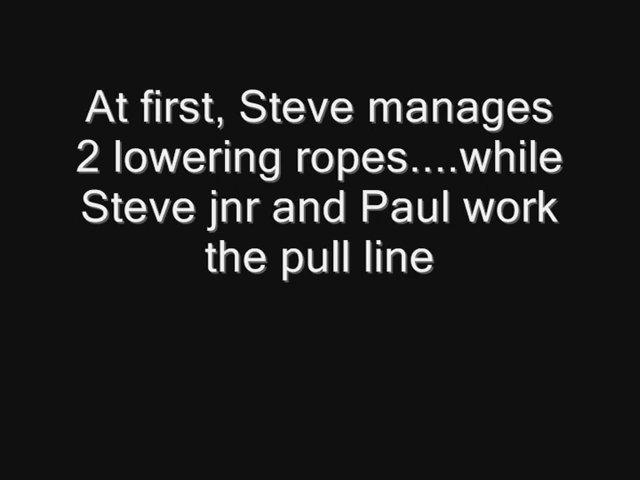 At first, Steve manages
2 lowering ropes....while
Steve jnr and Paul work
the pull line